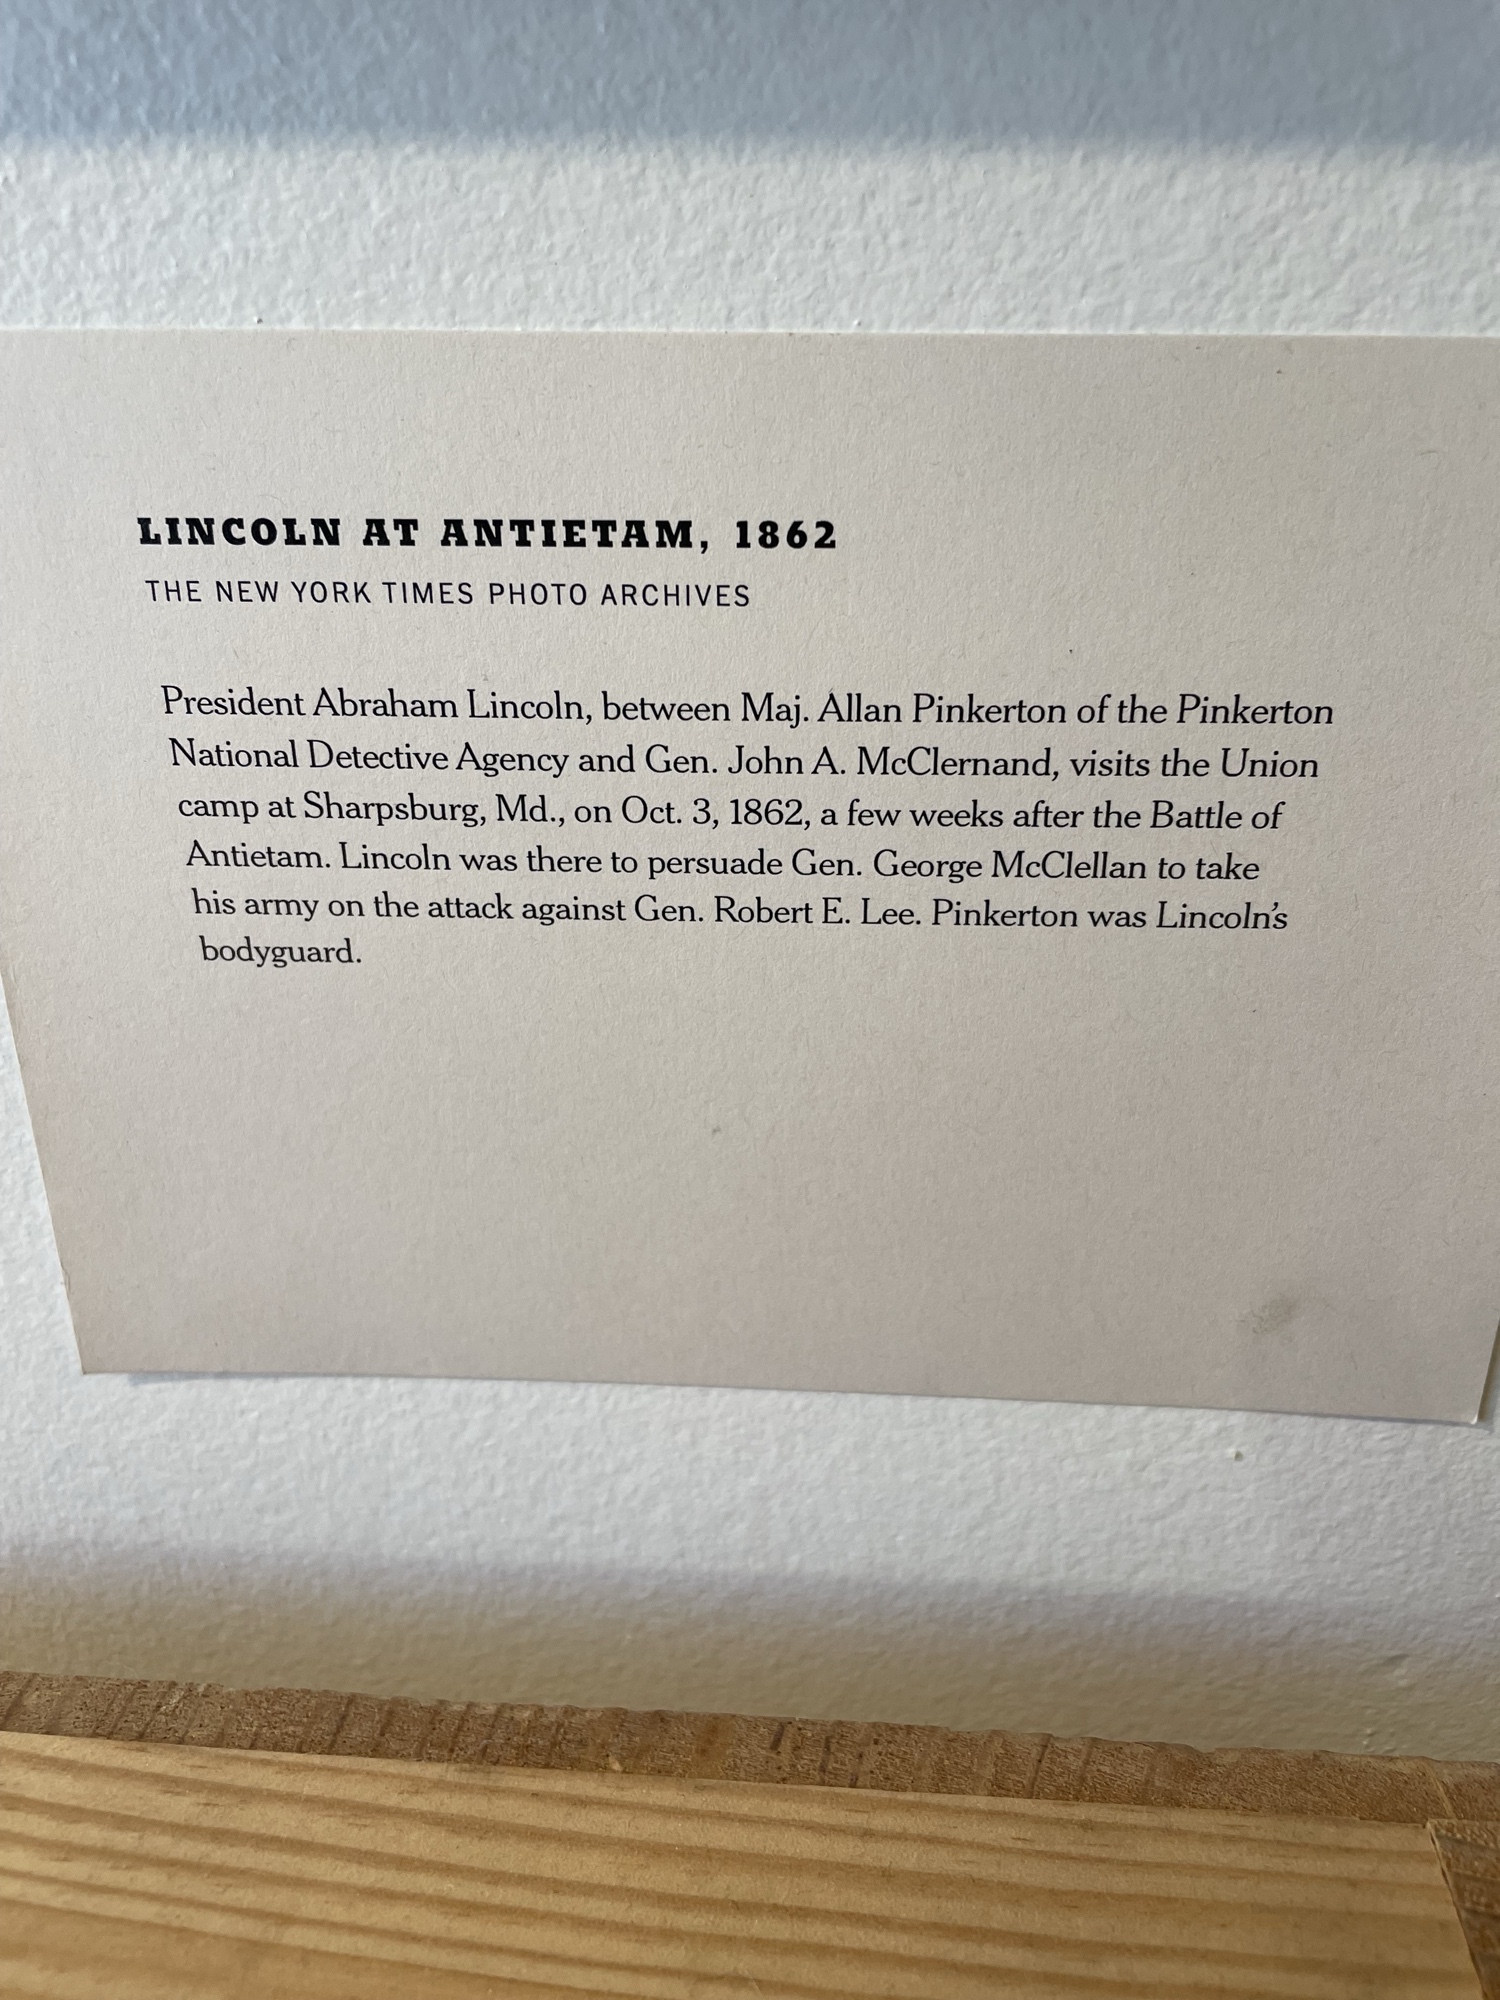 LINCOLN AT ANTIETAM, 1862
THE NEW YORK TIMES PHOTO ARCHIVES
President Abraham Lincoln, between Maj. Allan Pinkerton of the Pinkerton
National Detective Agency and Gen. John A. McClernand, visits the Union
camp at Sharpsburg, Md., on Oct. 3, 1862, a few weeks after the Battle of
Antietam. Lincoln was there to persuade Gen. George McClellan to take
his army on the attack against Gen. Robert E. Lee. Pinkerton was Lincoln's
bodyguard.